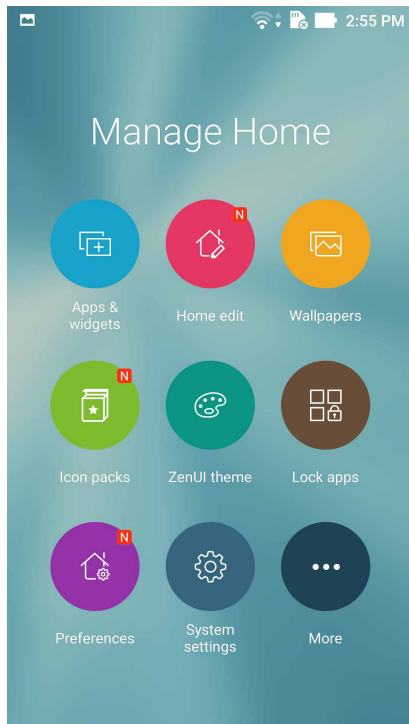 2:55 PM
Manage Home
N
Apps &
widgets
Home edit
Wallpapers
N
Icon packs
ZenUI theme
Lock apps
N
Preferences
System
settings
More